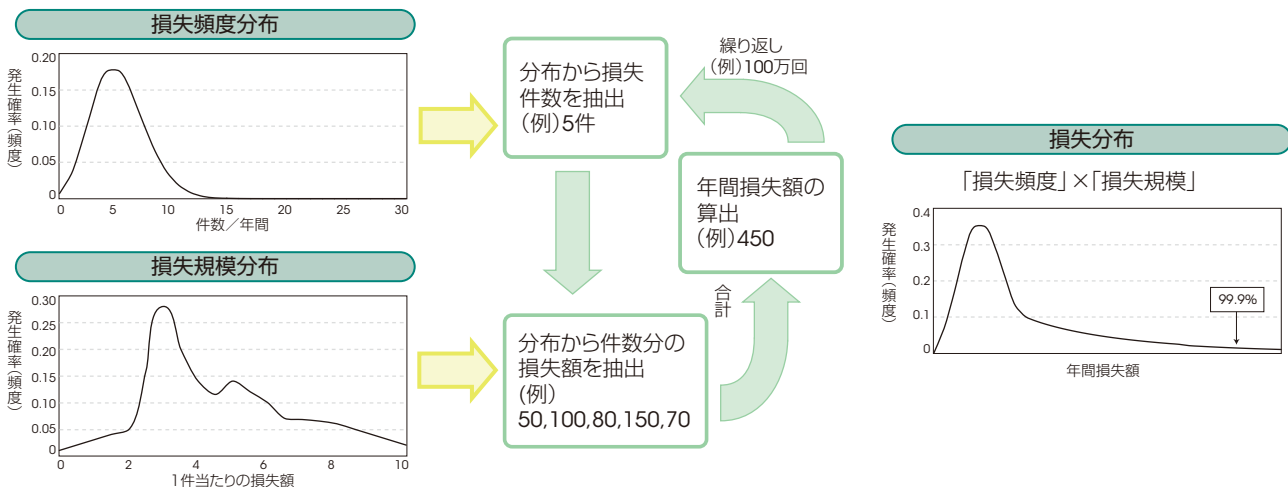 損失頻度分布
発生確率(頻度)
0.20
0.15
0.10
0.05
0
0 5 10 15 20 25 30
件数／年間
損失規模分布
発生確率(頻度)
0.30
0.25
0.20
0.15
0.10
0.05
0
0 2 4 6 8 10
1件当たりの損失額
分布から損失
件数を抽出
(例)5件
繰り返し
(例)100万回
年間損失額の
算出
(例)450
合計
分布から件数分の
損失額を抽出
(例)
50,100,80,150,70
損失分布
「損失頻度」×「損失規模」
発生確率(頻度)
0.4
0.3
0.2
0.1
0
99.9%
年間損失額